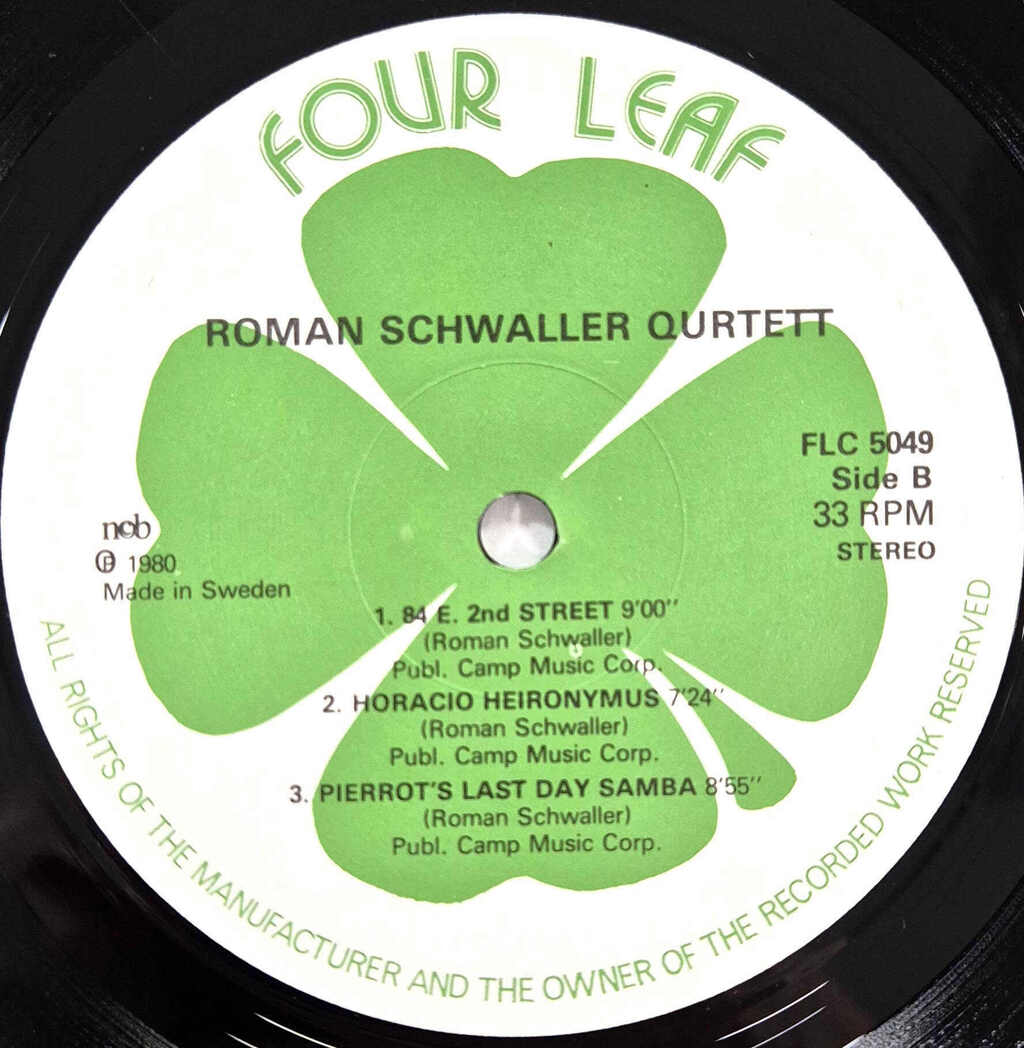 FOUR LEAF
ROMAN SCHWALLER QURTETT
FLC 5049
Side B
33 RPM
STEREO
ncb
Ⓟ 1980
Made in Sweden
1. 84 E. 2nd STREET 9'00''
(Roman Schwaller)
Publ. Camp Music Corp.
2. HORACIO HEIRONYMUS 7'24''
(Roman Schwaller)
Publ. Camp Music Corp.
3. PIERROT'S LAST DAY SAMBA 8'55''
(Roman Schwaller)
Publ. Camp Music Corp.
ALL RIGHTS OF THE MANUFACTURER AND THE OWNER OF THE RECORDED WORK RESERVED